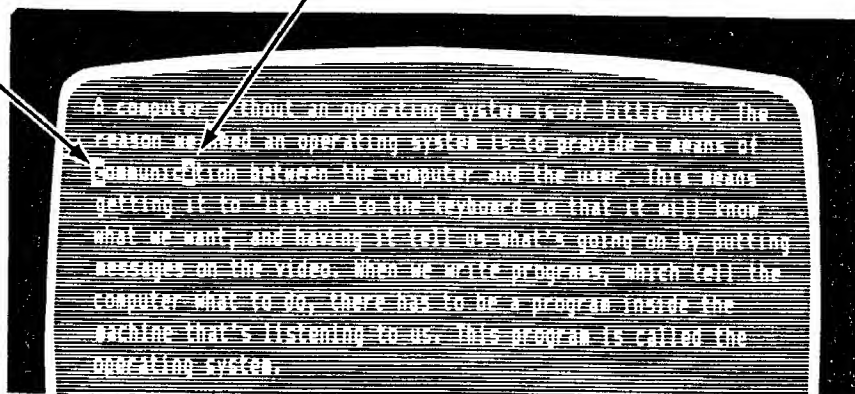 A computer without an operating system is of little use. The
reason we need an operating system is to provide a means of
communication between the computer and the user. This means
getting it to "listen" to the keyboard so that it will know
what we want, and having it tell us what's going on by putting
messages on the video. When we write programs, which tell the
computer what to do, there has to be a program inside the
machine that's listening to us. This program is called the
operating system.